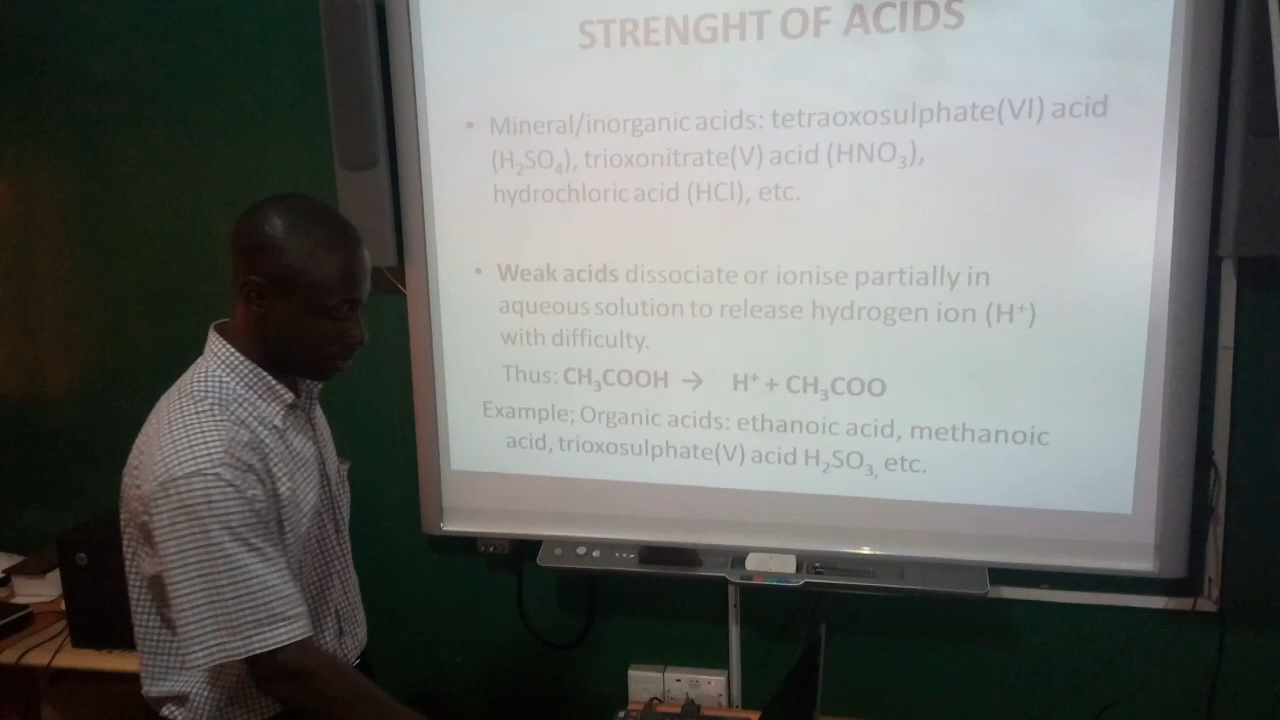 STRENGHT OF ACIDS
• Mineral/inorganic acids: tetraoxosulphate(VI) acid
(H₂SO₄), trioxonitrate(V) acid (HNO₃),
hydrochloric acid (HCl), etc.
• Weak acids dissociate or ionise partially in
aqueous solution to release hydrogen ion (H⁺)
with difficulty.
Thus: CH₃COOH → H⁺ + CH₃COO
Example; Organic acids: ethanoic acid, methanoic
acid, trioxosulphate(V) acid H₂SO₃, etc.